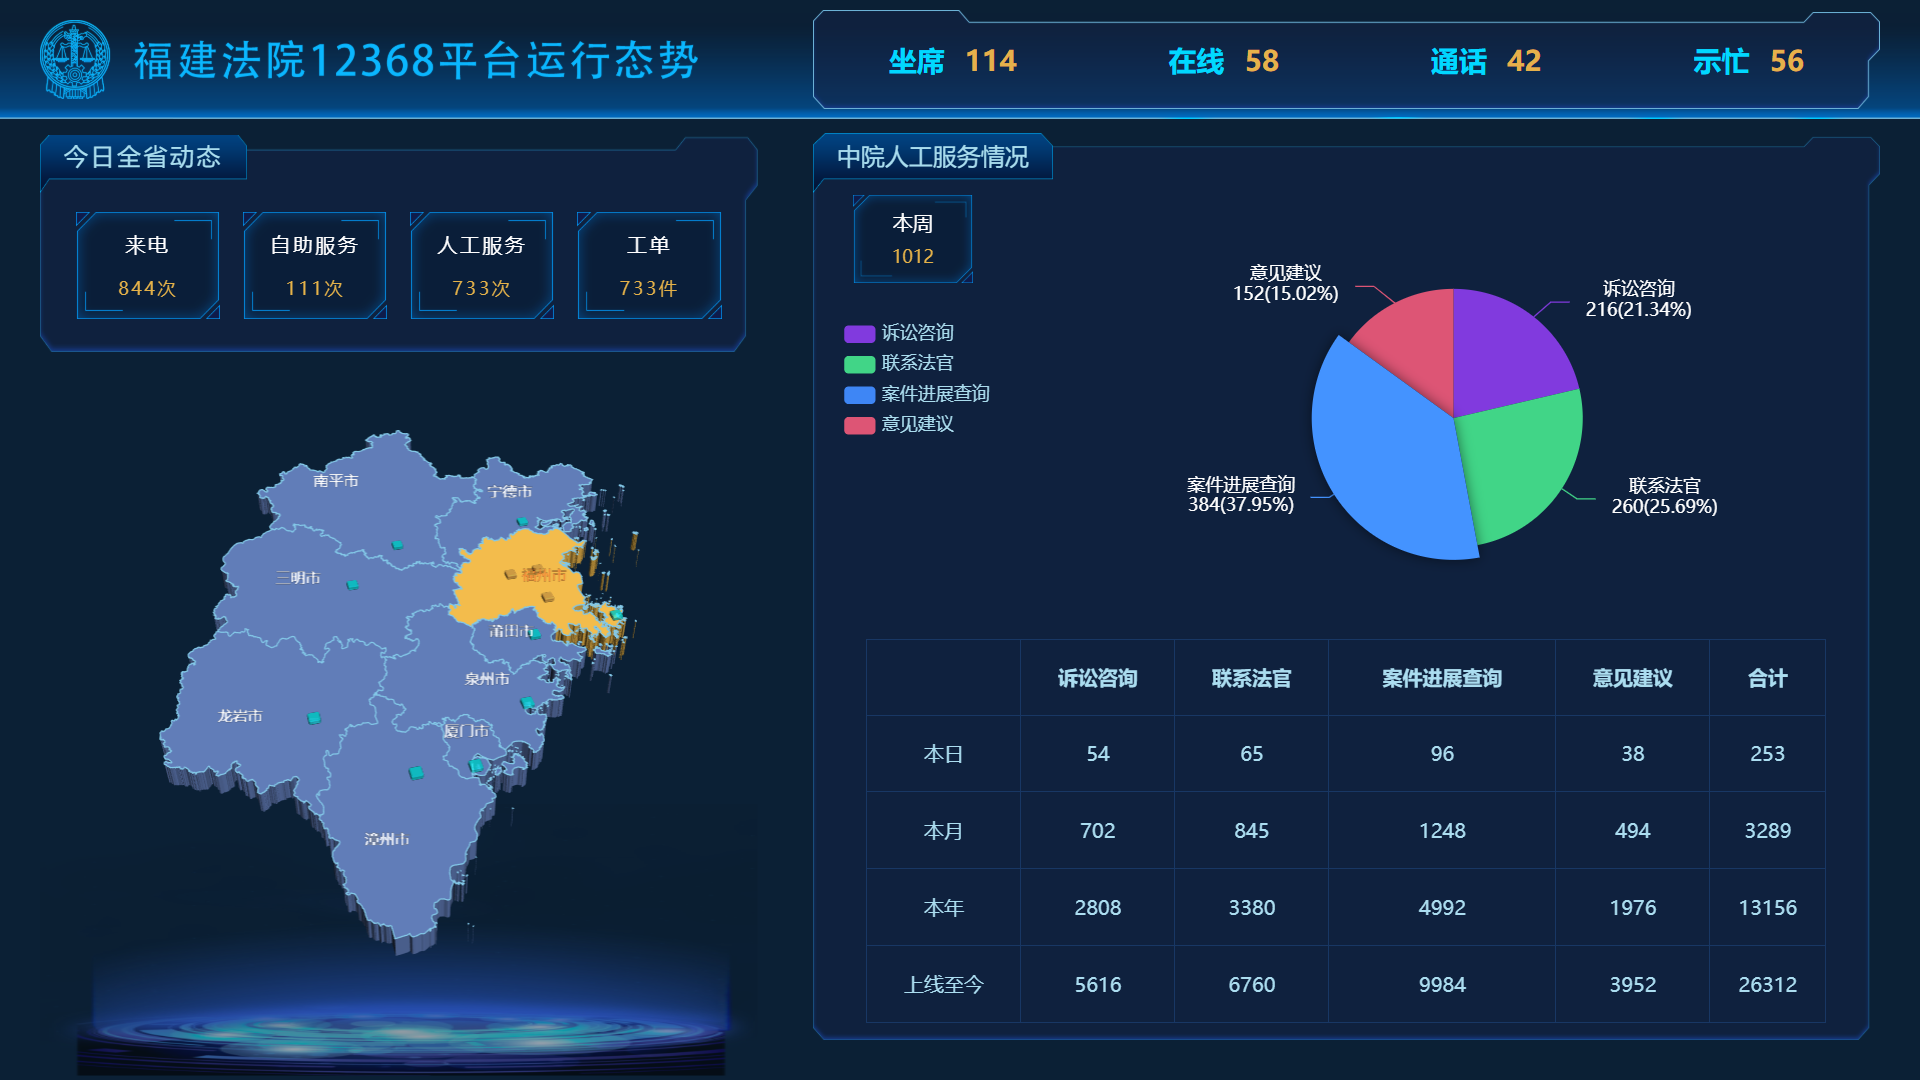 福建法院12368平台运行态势
坐席 114 在线 58 通话 42 示忙 56
今日全省动态
来电 自助服务 人工服务 工单
844次 111次 733次 733件
南平市
宁德市
三明市
福州市
莆田市
泉州市
龙岩市
厦门市
漳州市
中院人工服务情况
本周
1012
诉讼咨询
联系法官
案件进展查询
意见建议
意见建议
152(15.02%)
诉讼咨询
216(21.34%)
案件进展查询
384(37.95%)
联系法官
260(25.69%)
诉讼咨询 联系法官 案件进展查询 意见建议 合计
本日 54 65 96 38 253
本月 702 845 1248 494 3289
本年 2808 3380 4992 1976 13156
上线至今 5616 6760 9984 3952 26312